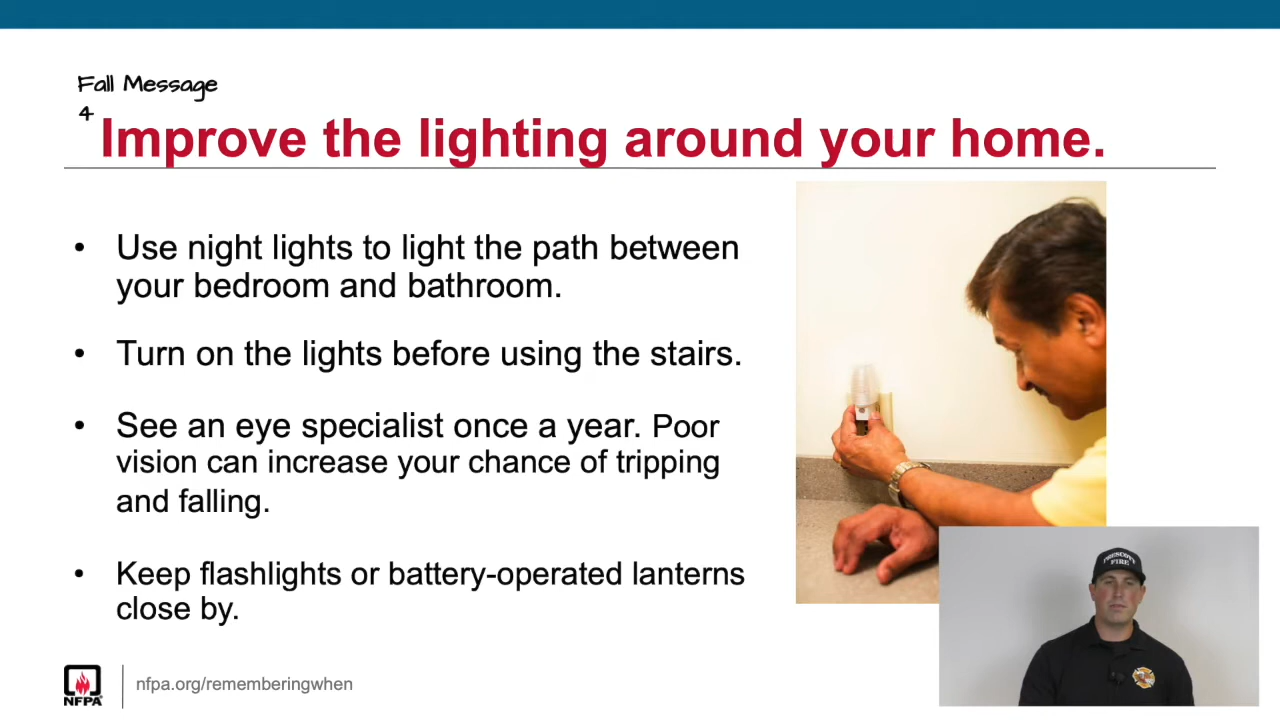 Fall Message
4
Improve the lighting around your home.
• Use night lights to light the path between
your bedroom and bathroom.
• Turn on the lights before using the stairs.
• See an eye specialist once a year. Poor
vision can increase your chance of tripping
and falling.
• Keep flashlights or battery-operated lanterns
close by.
NFPA
nfpa.org/rememberingwhen
PRESCOTT
FIRE